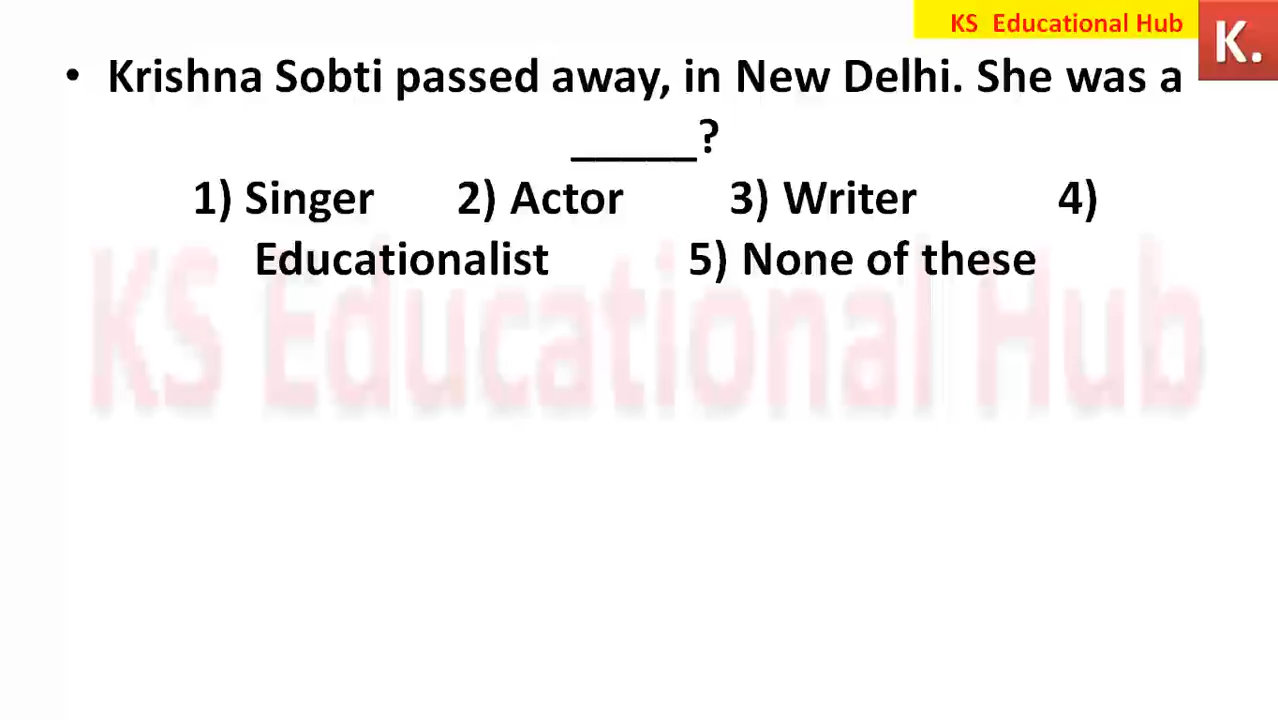 KS Educational Hub
K.
• Krishna Sobti passed away, in New Delhi. She was a
_____?
1) Singer 2) Actor 3) Writer 4)
Educationalist 5) None of these
KS Educational Hub